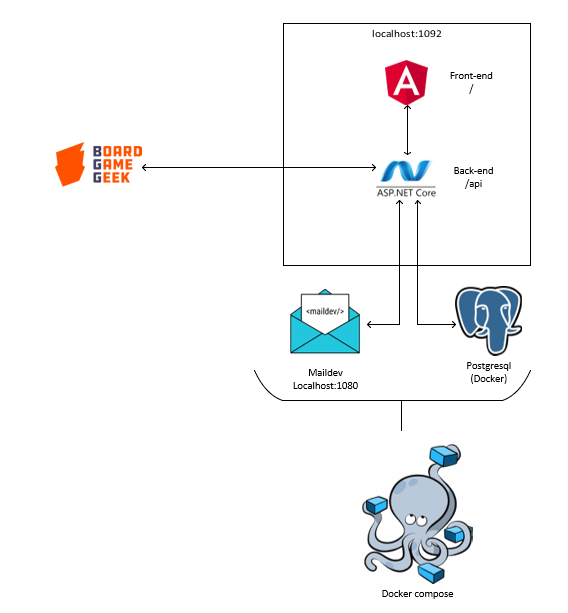 localhost:1092
A
Front-end
/
BOARD
GAME
GEEK
ASP.NET Core
Back-end
/api
<maildev/>
Maildev
Localhost:1080
Postgresql
(Docker)
Docker compose